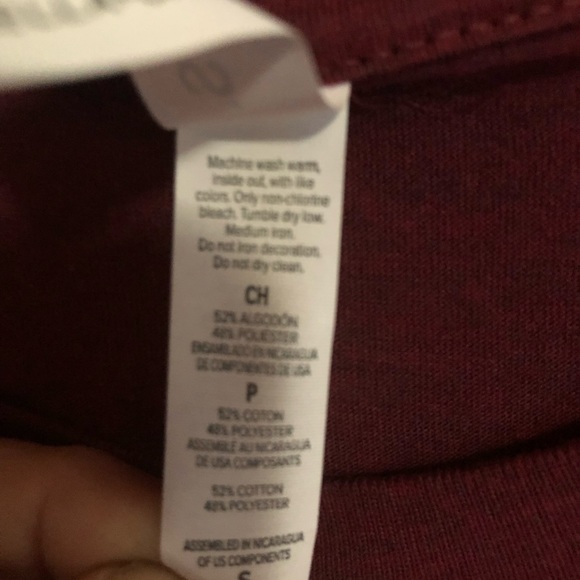 Machine wash warm,
inside out, with like
colors. Only non-chlorine
bleach. Tumble dry low.
Medium iron.
Do not iron decoration.
Do not dry clean.
CH
52% ALGODÓN
48% POLIÉSTER
ENSAMBLADO EN NICARAGUA
DE COMPONENTES DE USA
P
52% COTON
48% POLYESTER
ASSEMBLÉ AU NICARAGUA
DE USA COMPOSANTS
52% COTTON
48% POLYESTER
ASSEMBLED IN NICARAGUA
OF US COMPONENTS
S